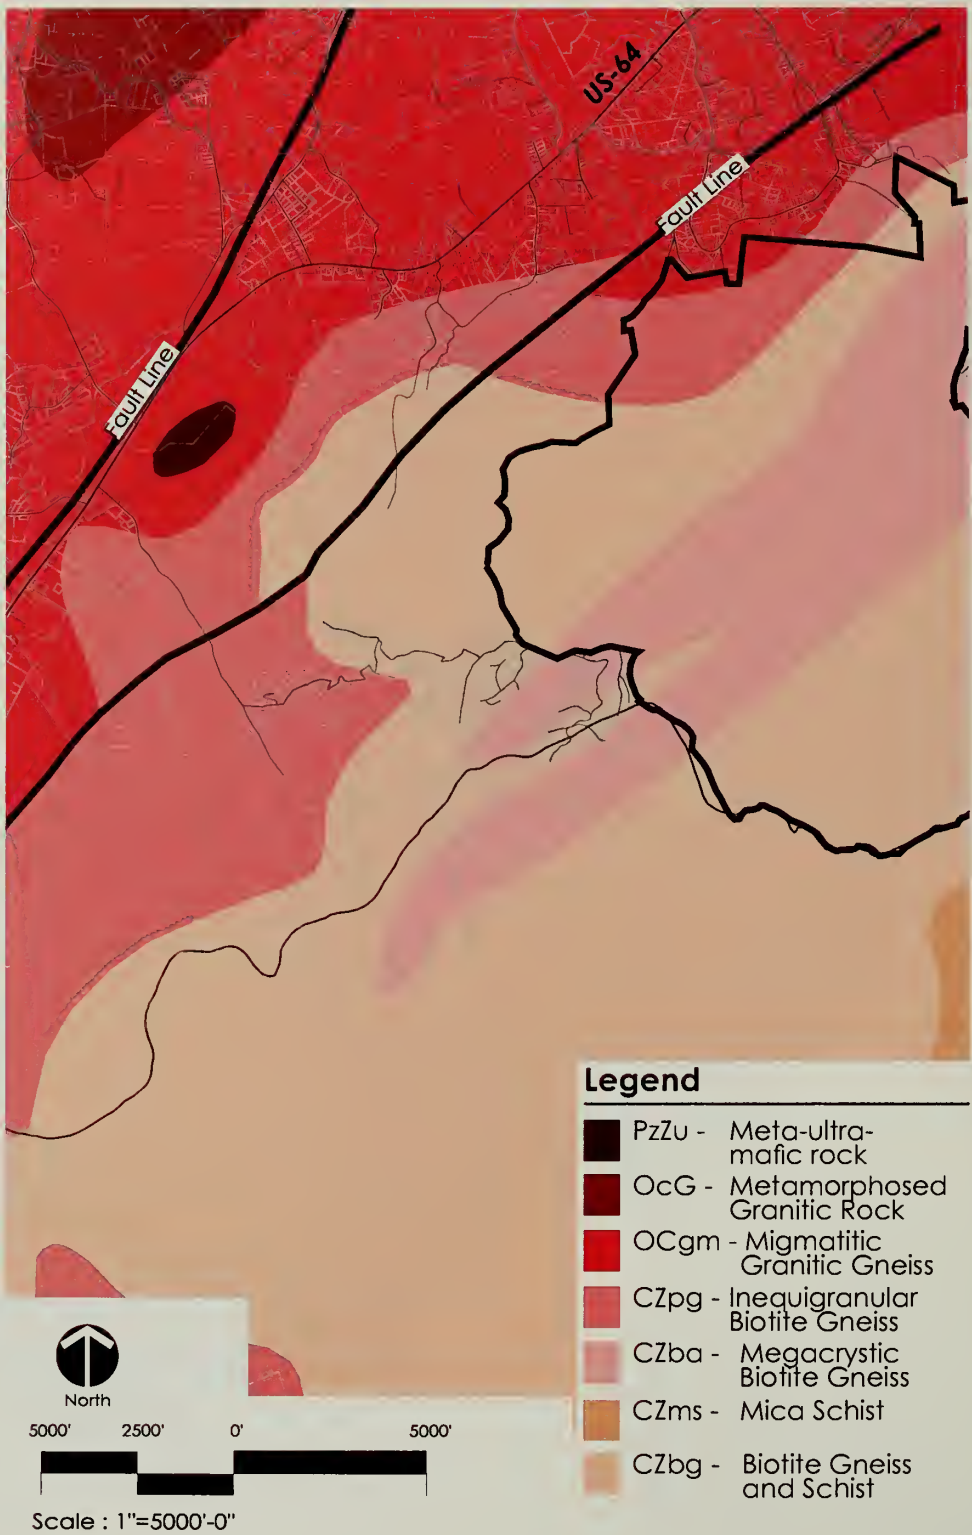 US-64
Fault Line
Fault Line
Legend
PzZu - Meta-ultra-
mafic rock
OcG - Metamorphosed
Granitic Rock
OCgm - Migmatitic
Granitic Gneiss
CZpg - Inequigranular
Biotite Gneiss
CZba - Megacrystic
Biotite Gneiss
CZms - Mica Schist
CZbg - Biotite Gneiss
and Schist
North
5000' 2500' 0' 5000'
Scale : 1"=5000'-0"